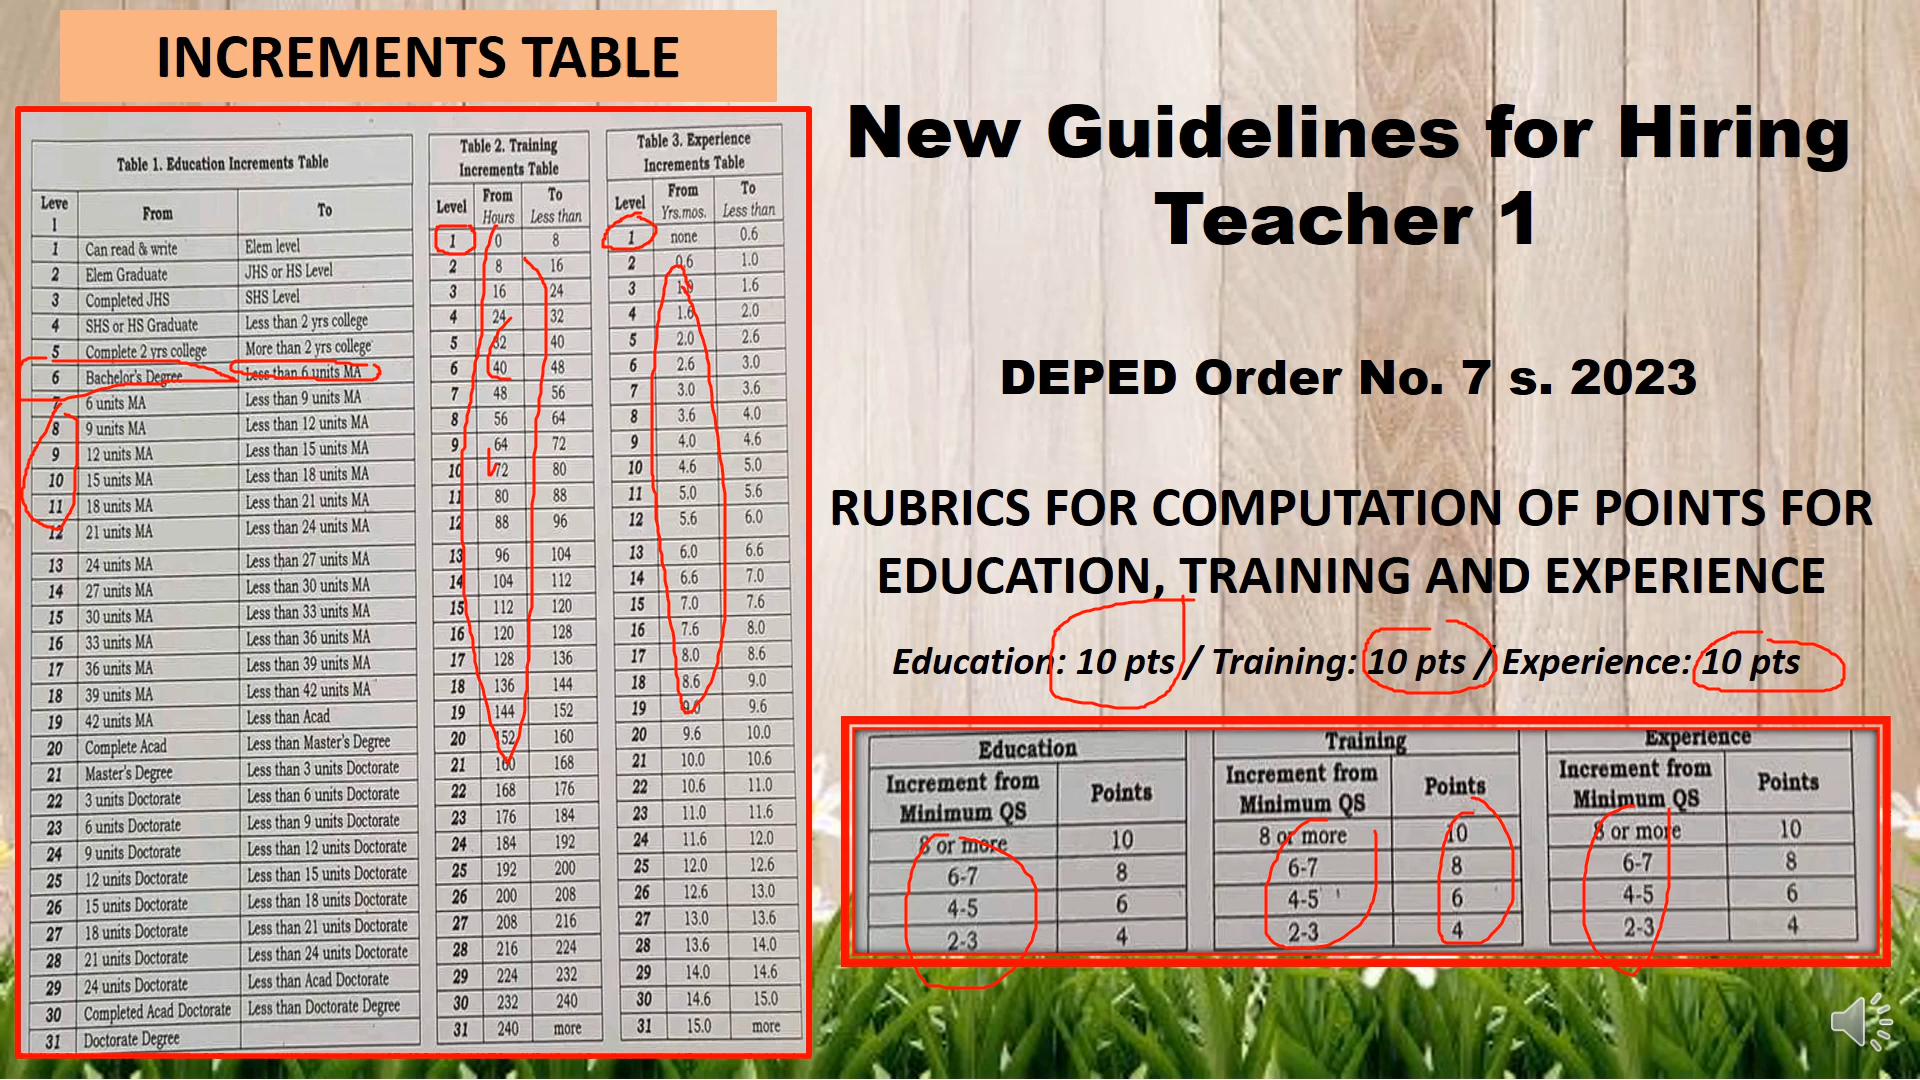 INCREMENTS TABLE
Table 1. Education Increments Table
Leve l From To
1 Can read & write Elem level
2 Elem Graduate JHS or HS Level
3 Completed JHS SHS Level
4 SHS or HS Graduate Less than 2 yrs college
5 Complete 2 yrs college More than 2 yrs college
6 Bachelor's Degree Less than 6 units MA
7 6 units MA Less than 9 units MA
8 9 units MA Less than 12 units MA
9 12 units MA Less than 15 units MA
10 15 units MA Less than 18 units MA
11 18 units MA Less than 21 units MA
12 21 units MA Less than 24 units MA
13 24 units MA Less than 27 units MA
14 27 units MA Less than 30 units MA
15 30 units MA Less than 33 units MA
16 33 units MA Less than 36 units MA
17 36 units MA Less than 39 units MA
18 39 units MA Less than 42 units MA
19 42 units MA Less than Acad
20 Complete Acad Less than Master's Degree
21 Master's Degree Less than 3 units Doctorate
22 3 units Doctorate Less than 6 units Doctorate
23 6 units Doctorate Less than 9 units Doctorate
24 9 units Doctorate Less than 12 units Doctorate
25 12 units Doctorate Less than 15 units Doctorate
26 15 units Doctorate Less than 18 units Doctorate
27 18 units Doctorate Less than 21 units Doctorate
28 21 units Doctorate Less than 24 units Doctorate
29 24 units Doctorate Less than Acad Doctorate
30 Completed Acad Doctorate Less than Doctorate Degree
31 Doctorate Degree
Table 2. Training
Increments Table
Level From Hours To Less than
1 0 8
2 8 16
3 16 24
4 24 32
5 32 40
6 40 48
7 48 56
8 56 64
9 64 72
10 72 80
11 80 88
12 88 96
13 96 104
14 104 112
15 112 120
16 120 128
17 128 136
18 136 144
19 144 152
20 152 160
21 160 168
22 168 176
23 176 184
24 184 192
25 192 200
26 200 208
27 208 216
28 216 224
29 224 232
30 232 240
31 240 more
Table 3. Experience
Increments Table
Level From Yrs.mos. To Less than
1 none 0.6
2 0.6 1.0
3 1.0 1.6
4 1.6 2.0
5 2.0 2.6
6 2.6 3.0
7 3.0 3.6
8 3.6 4.0
9 4.0 4.6
10 4.6 5.0
11 5.0 5.6
12 5.6 6.0
13 6.0 6.6
14 6.6 7.0
15 7.0 7.6
16 7.6 8.0
17 8.0 8.6
18 8.6 9.0
19 9.0 9.6
20 9.6 10.0
21 10.0 10.6
22 10.6 11.0
23 11.0 11.6
24 11.6 12.0
25 12.0 12.6
26 12.6 13.0
27 13.0 13.6
28 13.6 14.0
29 14.0 14.6
30 14.6 15.0
31 15.0 more
New Guidelines for Hiring
Teacher 1
DEPED Order No. 7 s. 2023
RUBRICS FOR COMPUTATION OF POINTS FOR
EDUCATION, TRAINING AND EXPERIENCE
Education: 10 pts / Training: 10 pts / Experience: 10 pts
Education
Increment from
Minimum QS Points
8 or more 10
6-7 8
4-5 6
2-3 4
Training
Increment from
Minimum QS Points
8 or more 10
6-7 8
4-5 6
2-3 4
Experience
Increment from
Minimum QS Points
8 or more 10
6-7 8
4-5 6
2-3 4